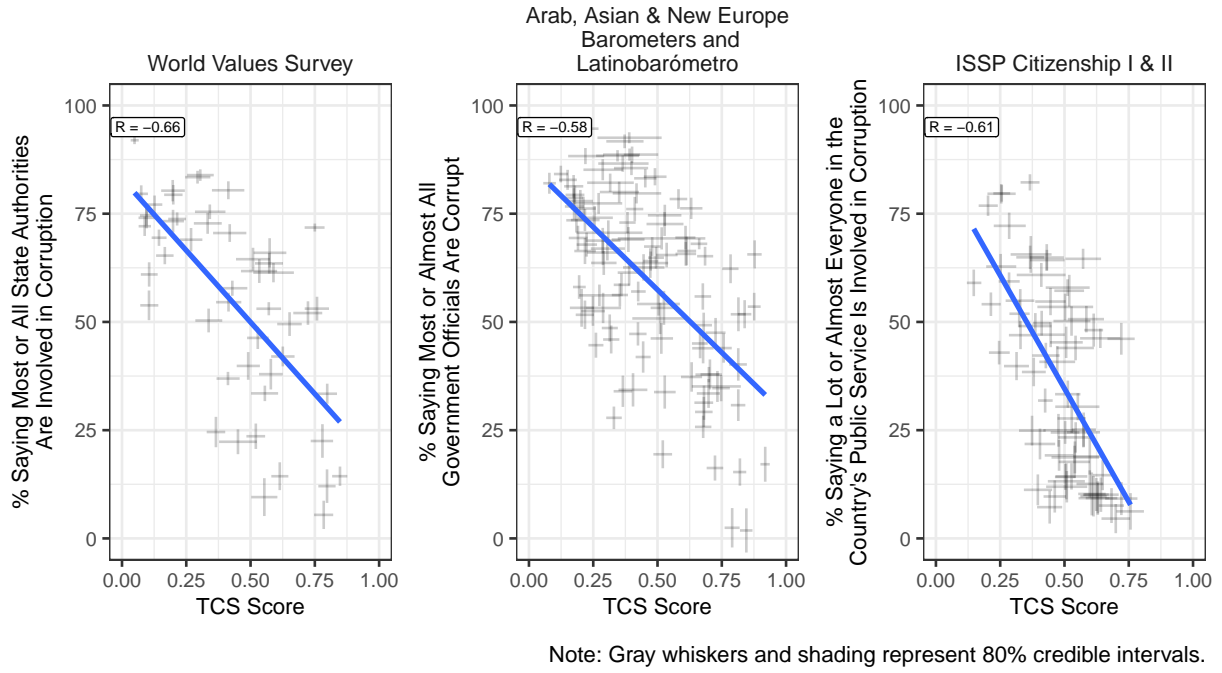 World Values Survey
% Saying Most or All State Authorities
Are Involved in Corruption
100
75
50
25
0
R = −0.66
0.00 0.25 0.50 0.75 1.00
TCS Score
Arab, Asian & New Europe
Barometers and
Latinobarómetro
% Saying Most or Almost All
Government Officials Are Corrupt
100
75
50
25
0
R = −0.58
0.00 0.25 0.50 0.75 1.00
TCS Score
ISSP Citizenship I & II
% Saying a Lot or Almost Everyone in the
Country's Public Service Is Involved in Corruption
100
75
50
25
0
R = −0.61
0.00 0.25 0.50 0.75 1.00
TCS Score
Note: Gray whiskers and shading represent 80% credible intervals.